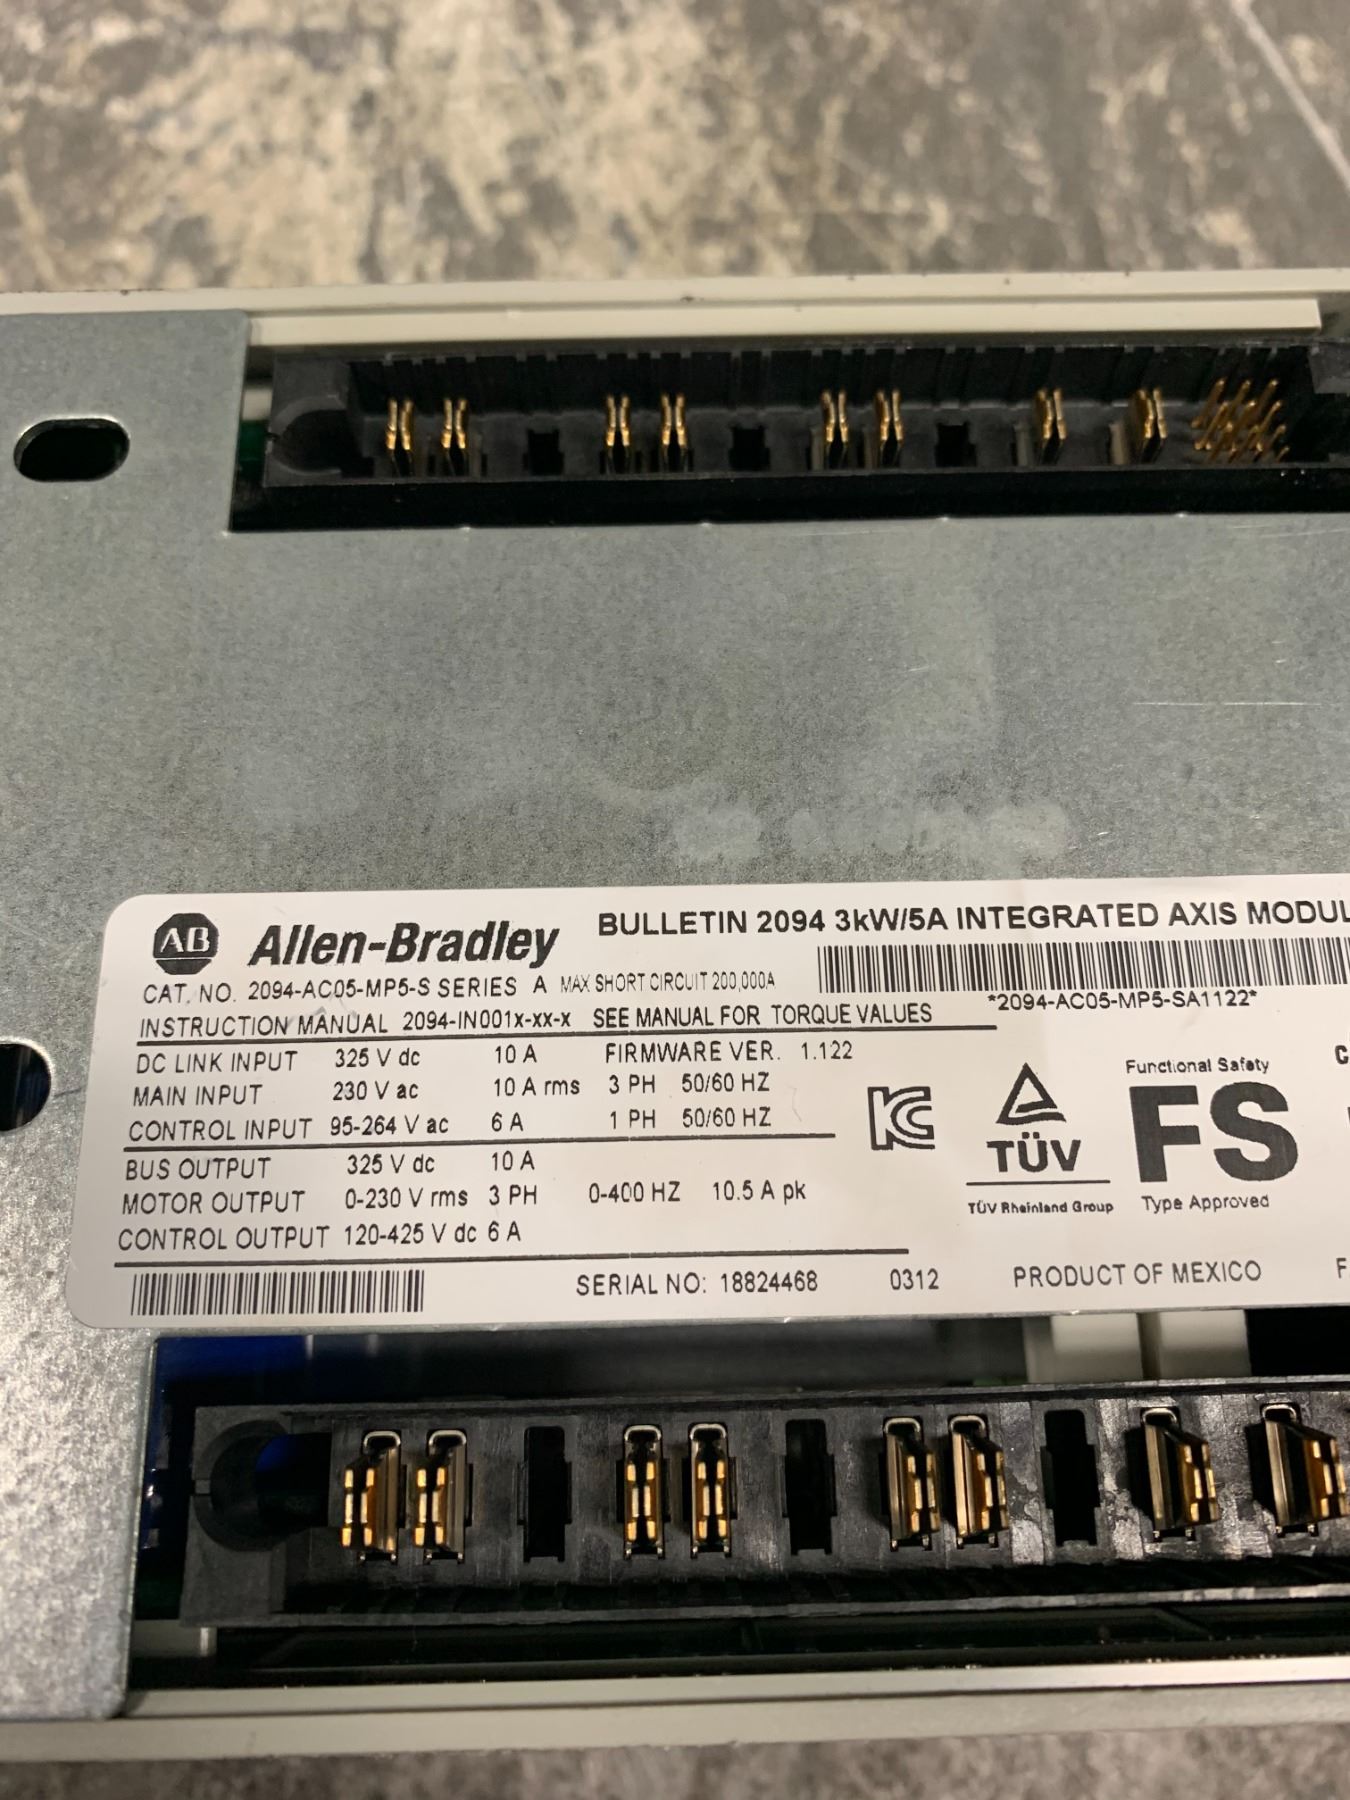 AB Allen-Bradley BULLETIN 2094 3kW/5A INTEGRATED AXIS MODUL
CAT. NO. 2094-AC05-MP5-S SERIES A MAX SHORT CIRCUIT 200,000A
*2094-AC05-MP5-SA1122*
INSTRUCTION MANUAL 2094-IN001x-xx-x SEE MANUAL FOR TORQUE VALUES
DC LINK INPUT 325 V dc 10 A FIRMWARE VER. 1.122
MAIN INPUT 230 V ac 10 A rms 3 PH 50/60 HZ
CONTROL INPUT 95-264 V ac 6 A 1 PH 50/60 HZ
BUS OUTPUT 325 V dc 10 A
MOTOR OUTPUT 0-230 V rms 3 PH 0-400 HZ 10.5 A pk
CONTROL OUTPUT 120-425 V dc 6 A
KC
TÜV
TÜV Rheinland Group
Functional Safety
FS
Type Approved
C
SERIAL NO: 18824468 0312 PRODUCT OF MEXICO F